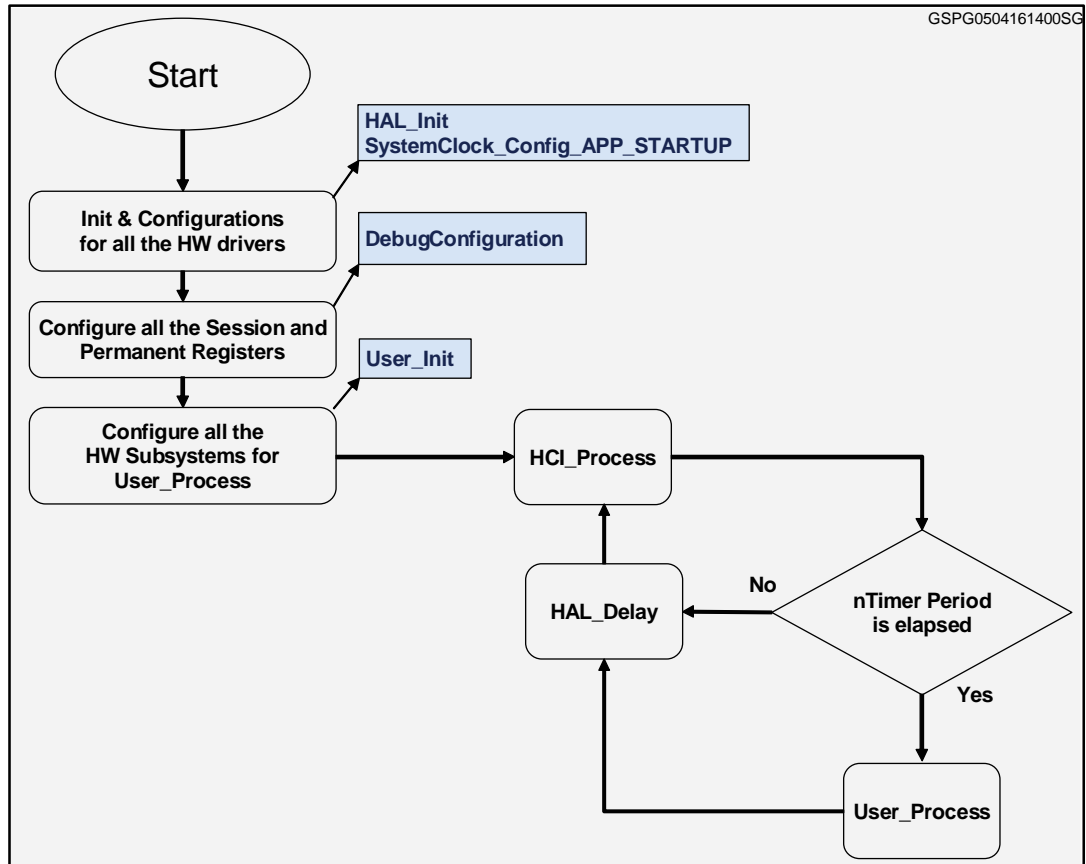 GSPG0504161400SG
Start
HAL_Init
SystemClock_Config_APP_STARTUP
Init & Configurations
for all the HW drivers
DebugConfiguration
Configure all the Session and
Permanent Registers
User_Init
Configure all the
HW Subsystems for
User_Process
HCI_Process
No
HAL_Delay
nTimer Period
is elapsed
Yes
User_Process